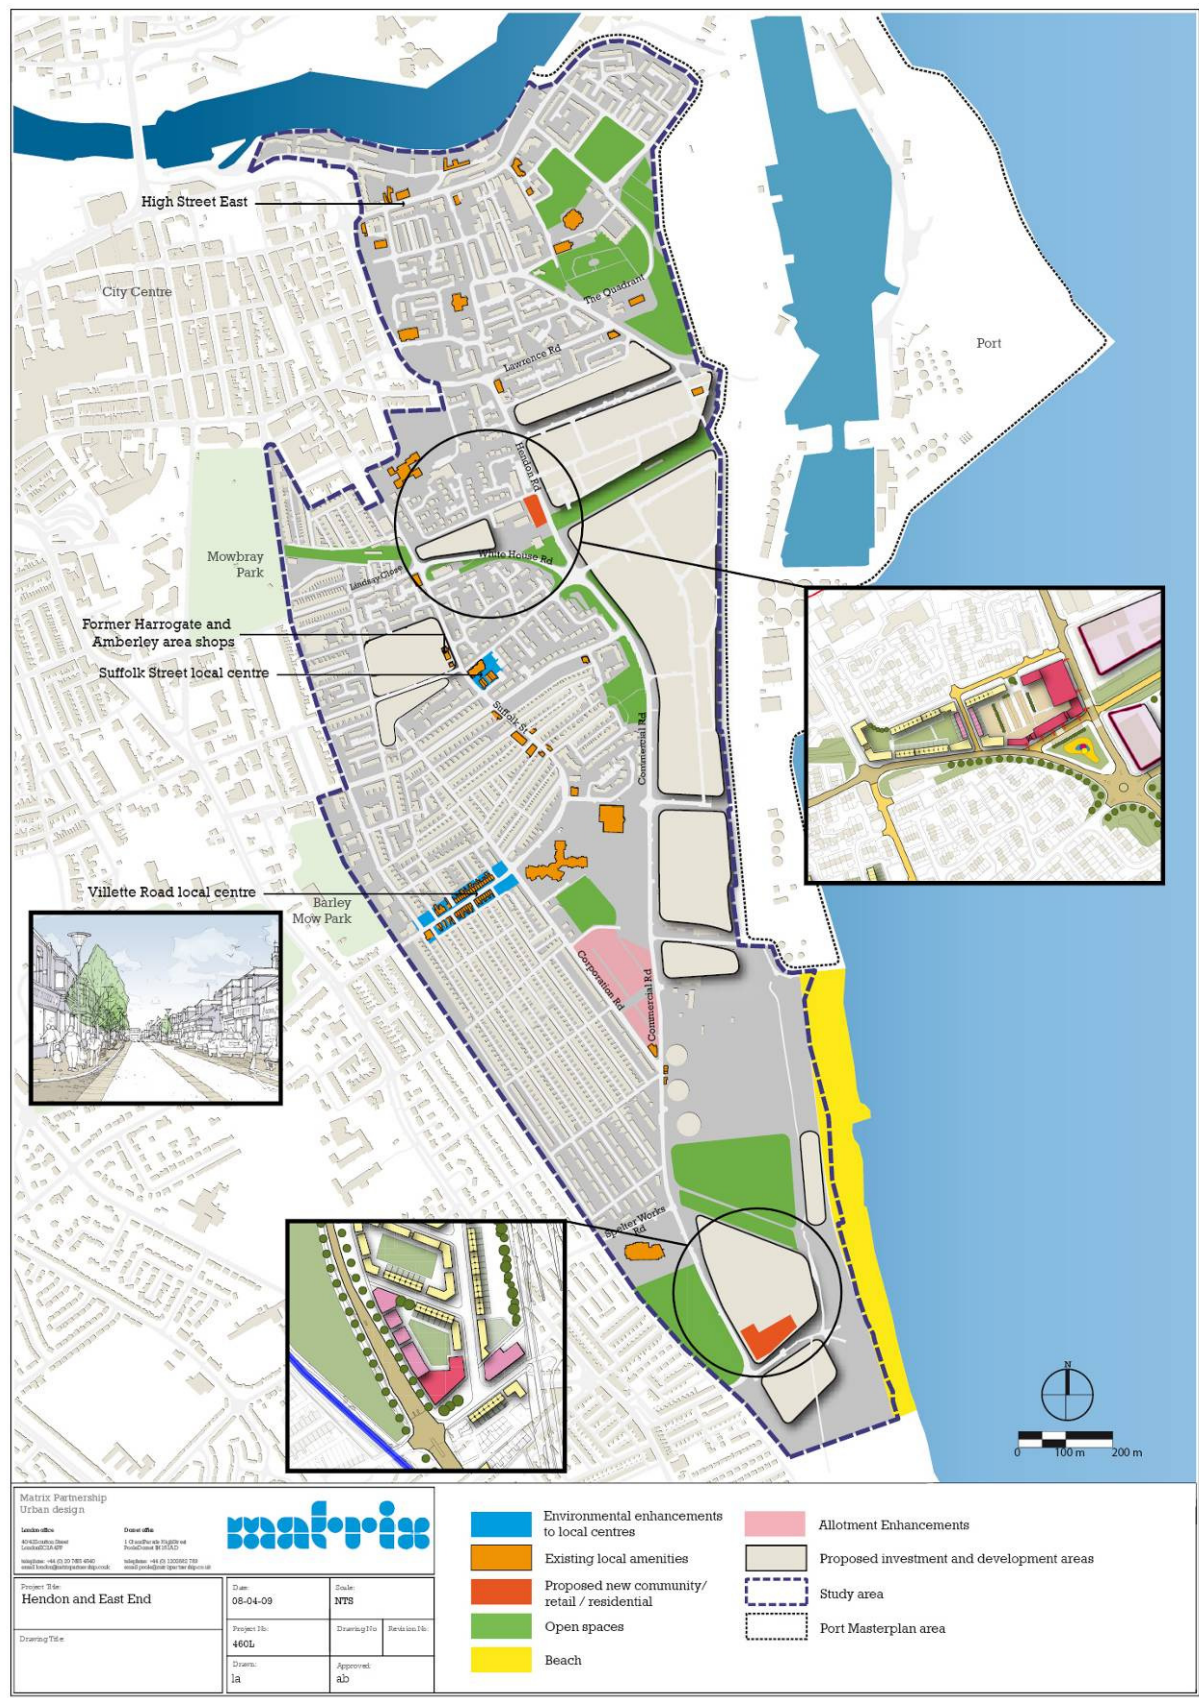 High Street East
City Centre
The Quadrant
Port
Lawrence Rd
Hendon Rd
Mowbray
Park
White House Rd
Lindsay Close
Former Harrogate and
Amberley area shops
Suffolk Street local centre
Suffolk St
Commercial Rd
Villette Road local centre
Barley
Mow Park
Corporation Rd
Commercial Rd
Spelter Works
Rd
N
0 100 m 200 m
Matrix Partnership
Urban design
London office
Dorset office
matrix
Project Title:
Hendon and East End
Drawing Title:
Date:
08-04-09
Scale:
NTS
Project No:
460L
Drawing No:
Revision No:
Drawn:
la
Approved:
ab
Environmental enhancements
to local centres
Existing local amenities
Proposed new community/
retail / residential
Open spaces
Beach
Allotment Enhancements
Proposed investment and development areas
Study area
Port Masterplan area